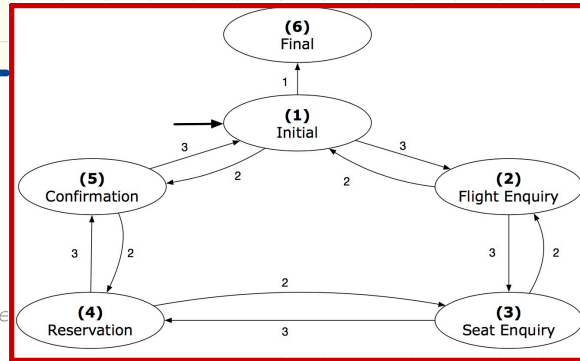 (6)
Final
1
(1)
Initial
3
3
2
2
(5)
Confirmation
(2)
Flight Enquiry
3
2
3
2
2
(4)
Reservation
3
(3)
Seat Enquiry
e